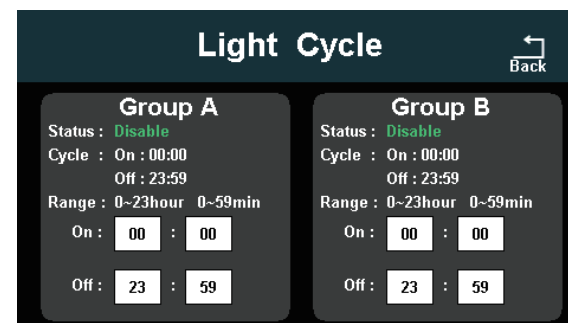 Light Cycle
Back
Group A
Status : Disable
Cycle : On : 00:00
Off : 23:59
Range : 0~23hour 0~59min
On : 00 : 00
Off : 23 : 59
Group B
Status : Disable
Cycle : On : 00:00
Off : 23:59
Range : 0~23hour 0~59min
On : 00 : 00
Off : 23 : 59